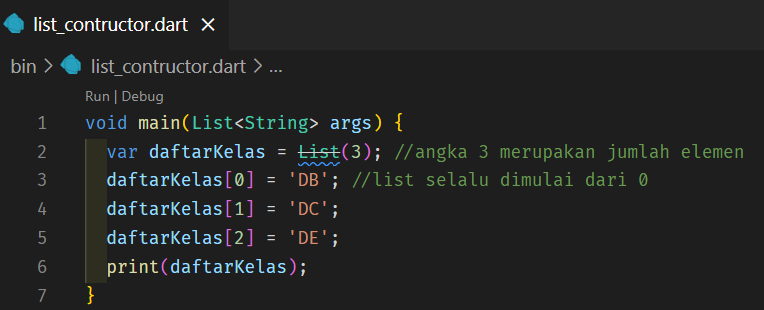 list_contructor.dart ×
bin > list_contructor.dart > ...
Run | Debug
1 void main(List<String> args) {
2 var daftarKelas = List(3); //angka 3 merupakan jumlah elemen
3 daftarKelas[0] = 'DB'; //list selalu dimulai dari 0
4 daftarKelas[1] = 'DC';
5 daftarKelas[2] = 'DE';
6 print(daftarKelas);
7 }